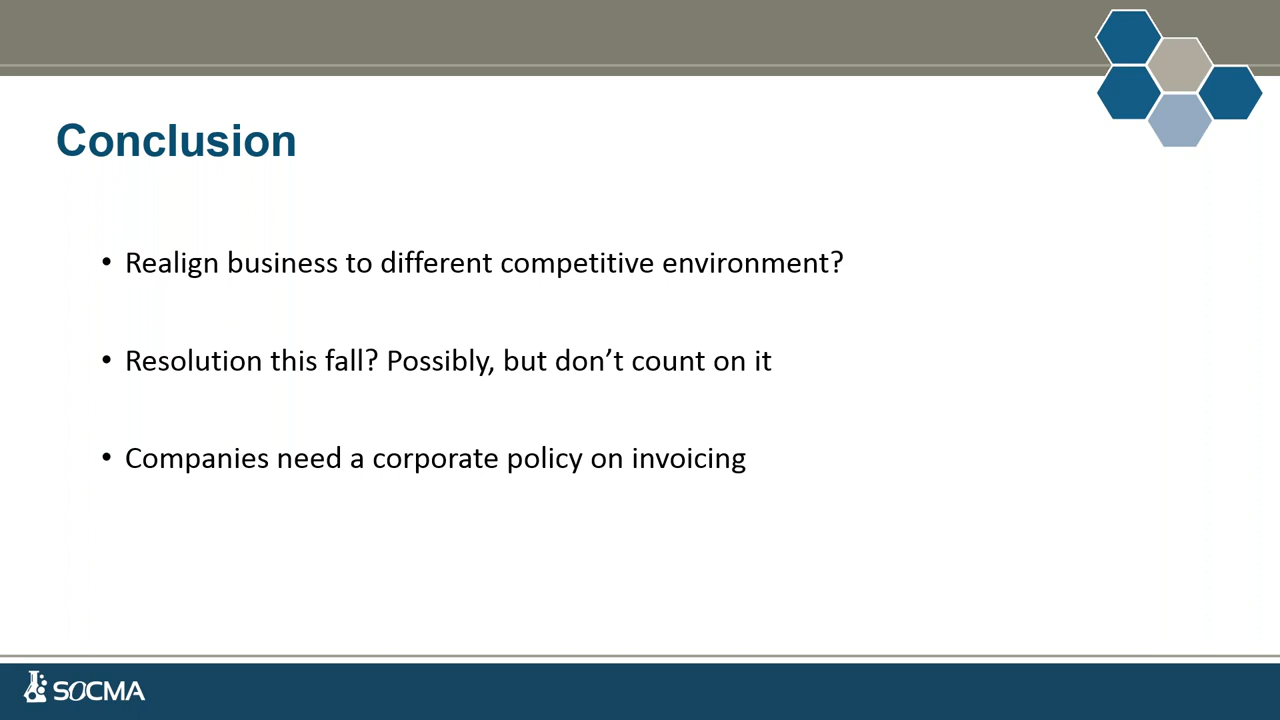 Conclusion
• Realign business to different competitive environment?
• Resolution this fall? Possibly, but don’t count on it
• Companies need a corporate policy on invoicing
SOCMA